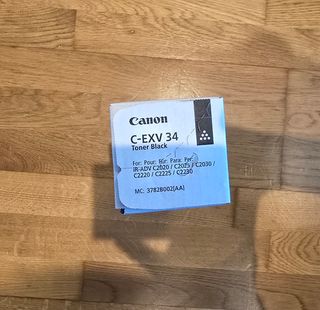 Canon
C-EXV 34
Toner Black
For: Pour: Für: Para: Per:
iR-ADV C2020 / C2025 / C2030 /
C2220 / C2225 / C2230
MC: 3782B002(AA)